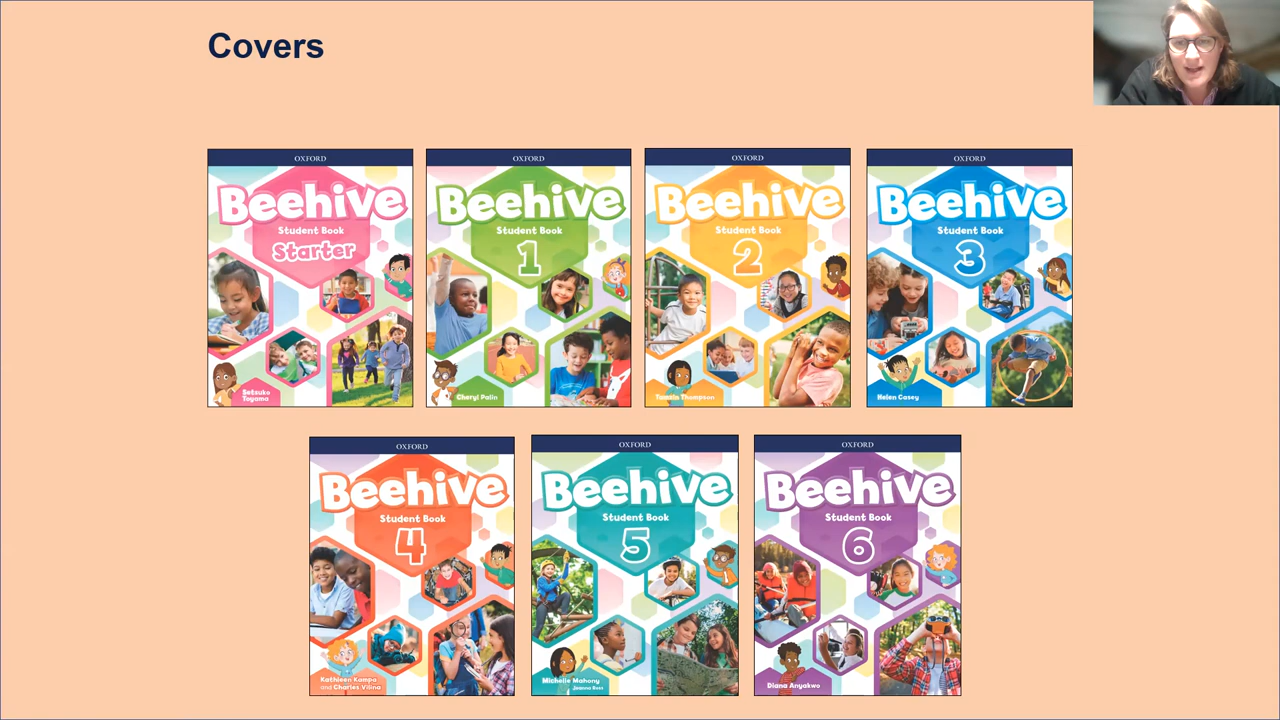 Covers
OXFORD
Beehive
Student Book
Starter
Setsuko
Toyama
OXFORD
Beehive
Student Book
1
Cheryl Palin
OXFORD
Beehive
Student Book
2
Tamzin Thompson
OXFORD
Beehive
Student Book
3
Helen Casey
OXFORD
Beehive
Student Book
4
Kathleen Kampa
and Charles Vilina
OXFORD
Beehive
Student Book
5
Michelle Mahony
Joanna Ross
OXFORD
Beehive
Student Book
6
Diana Anyakwo